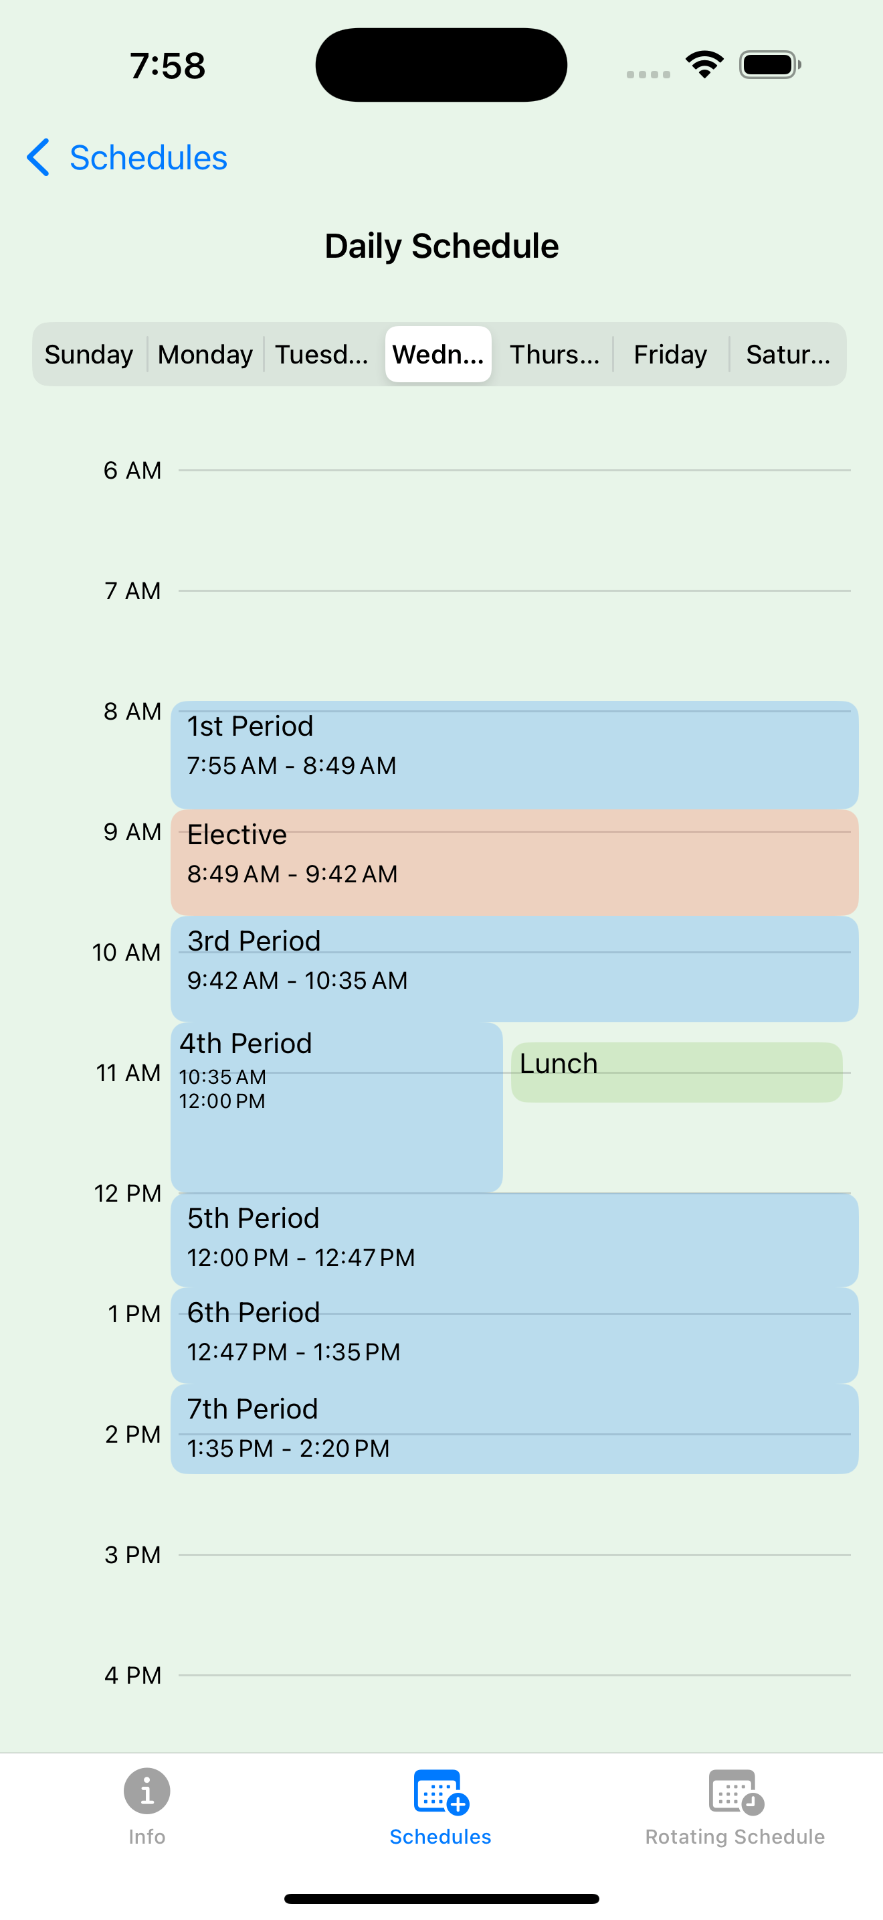 7:58
Schedules
Daily Schedule
Sunday Monday Tuesd... Wedn... Thurs... Friday Satur...
6 AM
7 AM
8 AM
1st Period
7:55 AM - 8:49 AM
9 AM
Elective
8:49 AM - 9:42 AM
10 AM
3rd Period
9:42 AM - 10:35 AM
4th Period
10:35 AM
12:00 PM
11 AM
Lunch
12 PM
5th Period
12:00 PM - 12:47 PM
1 PM
6th Period
12:47 PM - 1:35 PM
7th Period
1:35 PM - 2:20 PM
2 PM
3 PM
4 PM
Info
Schedules
Rotating Schedule